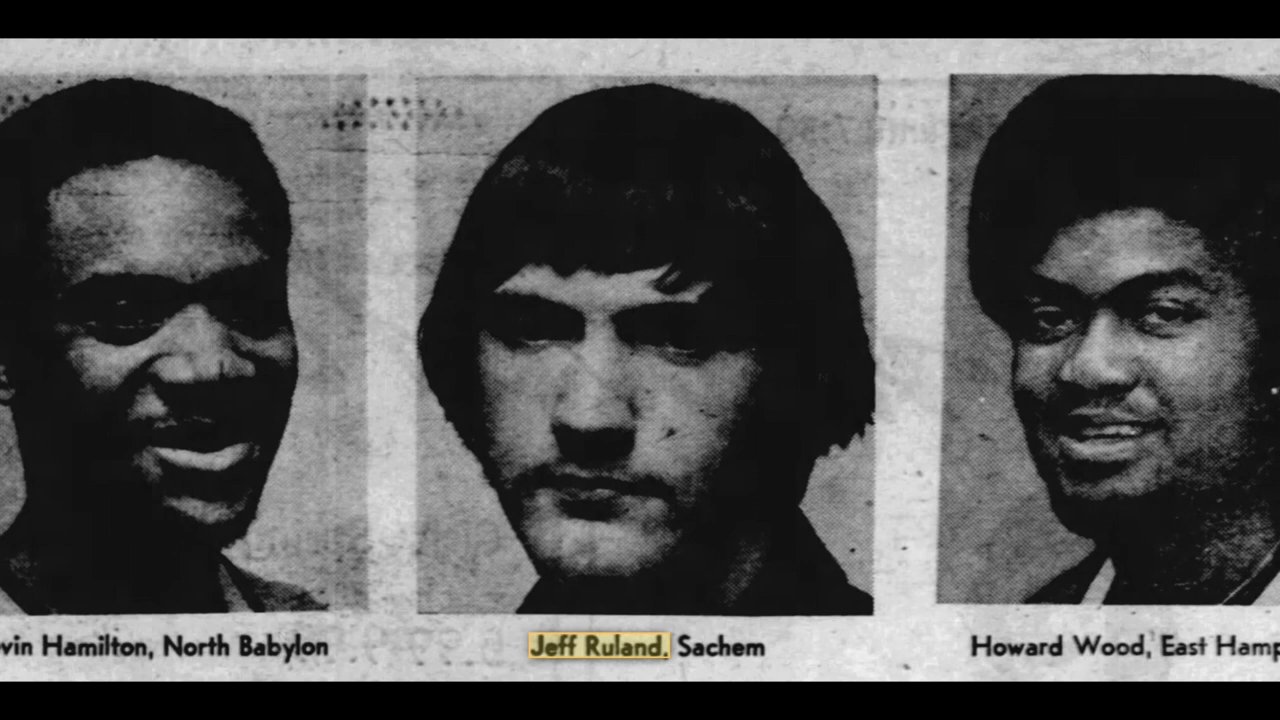 vin Hamilton, North Babylon
Jeff Ruland, Sachem
Howard Wood, East Hamp